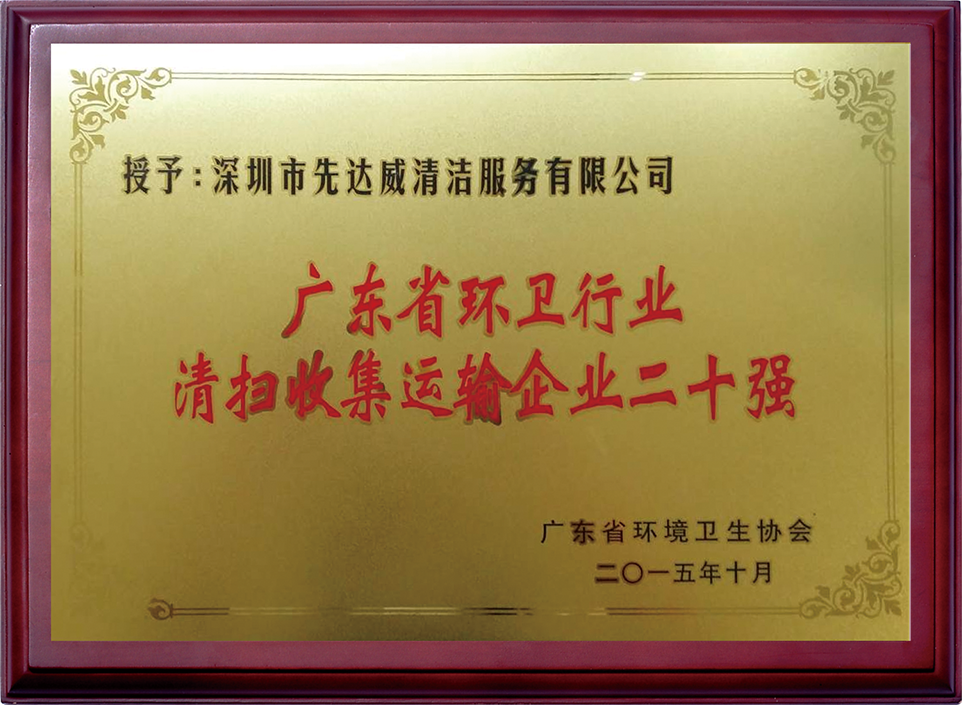 授予:深圳市先达威清洁服务有限公司
广东省环卫行业
清扫收集运输企业二十强
广东省环境卫生协会
二〇一五年十月